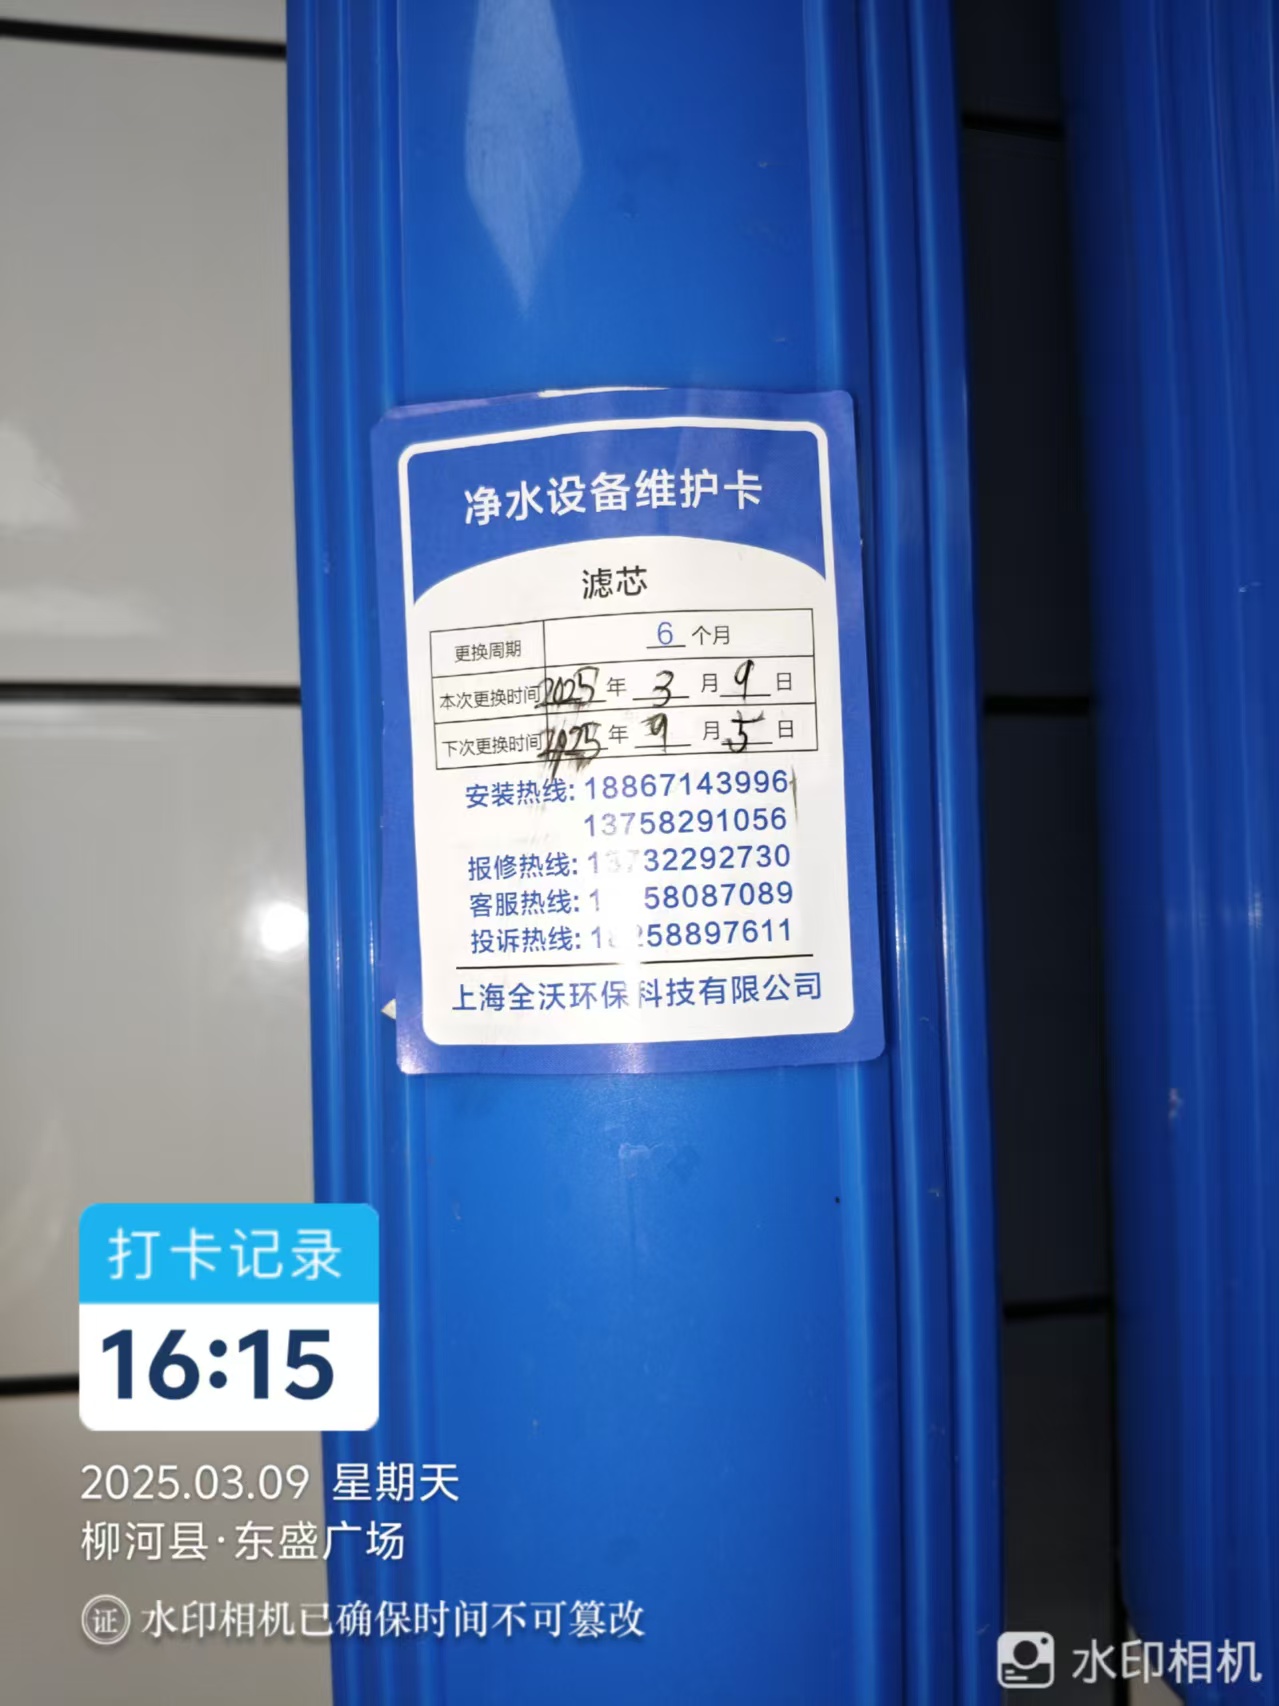 净水设备维护卡
滤芯
更换周期 6 个月
本次更换时间 2025 年 3 月 9 日
下次更换时间 2025 年 9 月 5 日
安装热线: 18867143996
13758291056
报修热线: 13732292730
客服热线:
投诉热线:
上海全沃环保科技有限公司
打卡记录
16:15
2025.03.09 星期天
柳河县·东盛广场
证 水印相机已确保时间不可篡改
水印相机